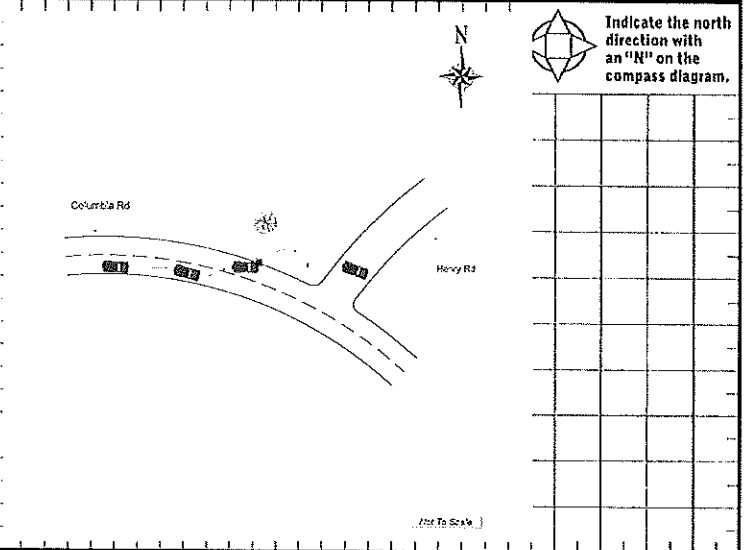 N
Indicate the north
direction with
an "N" on the
compass diagram.
Columbia Rd
Henry Rd
Not To Scale